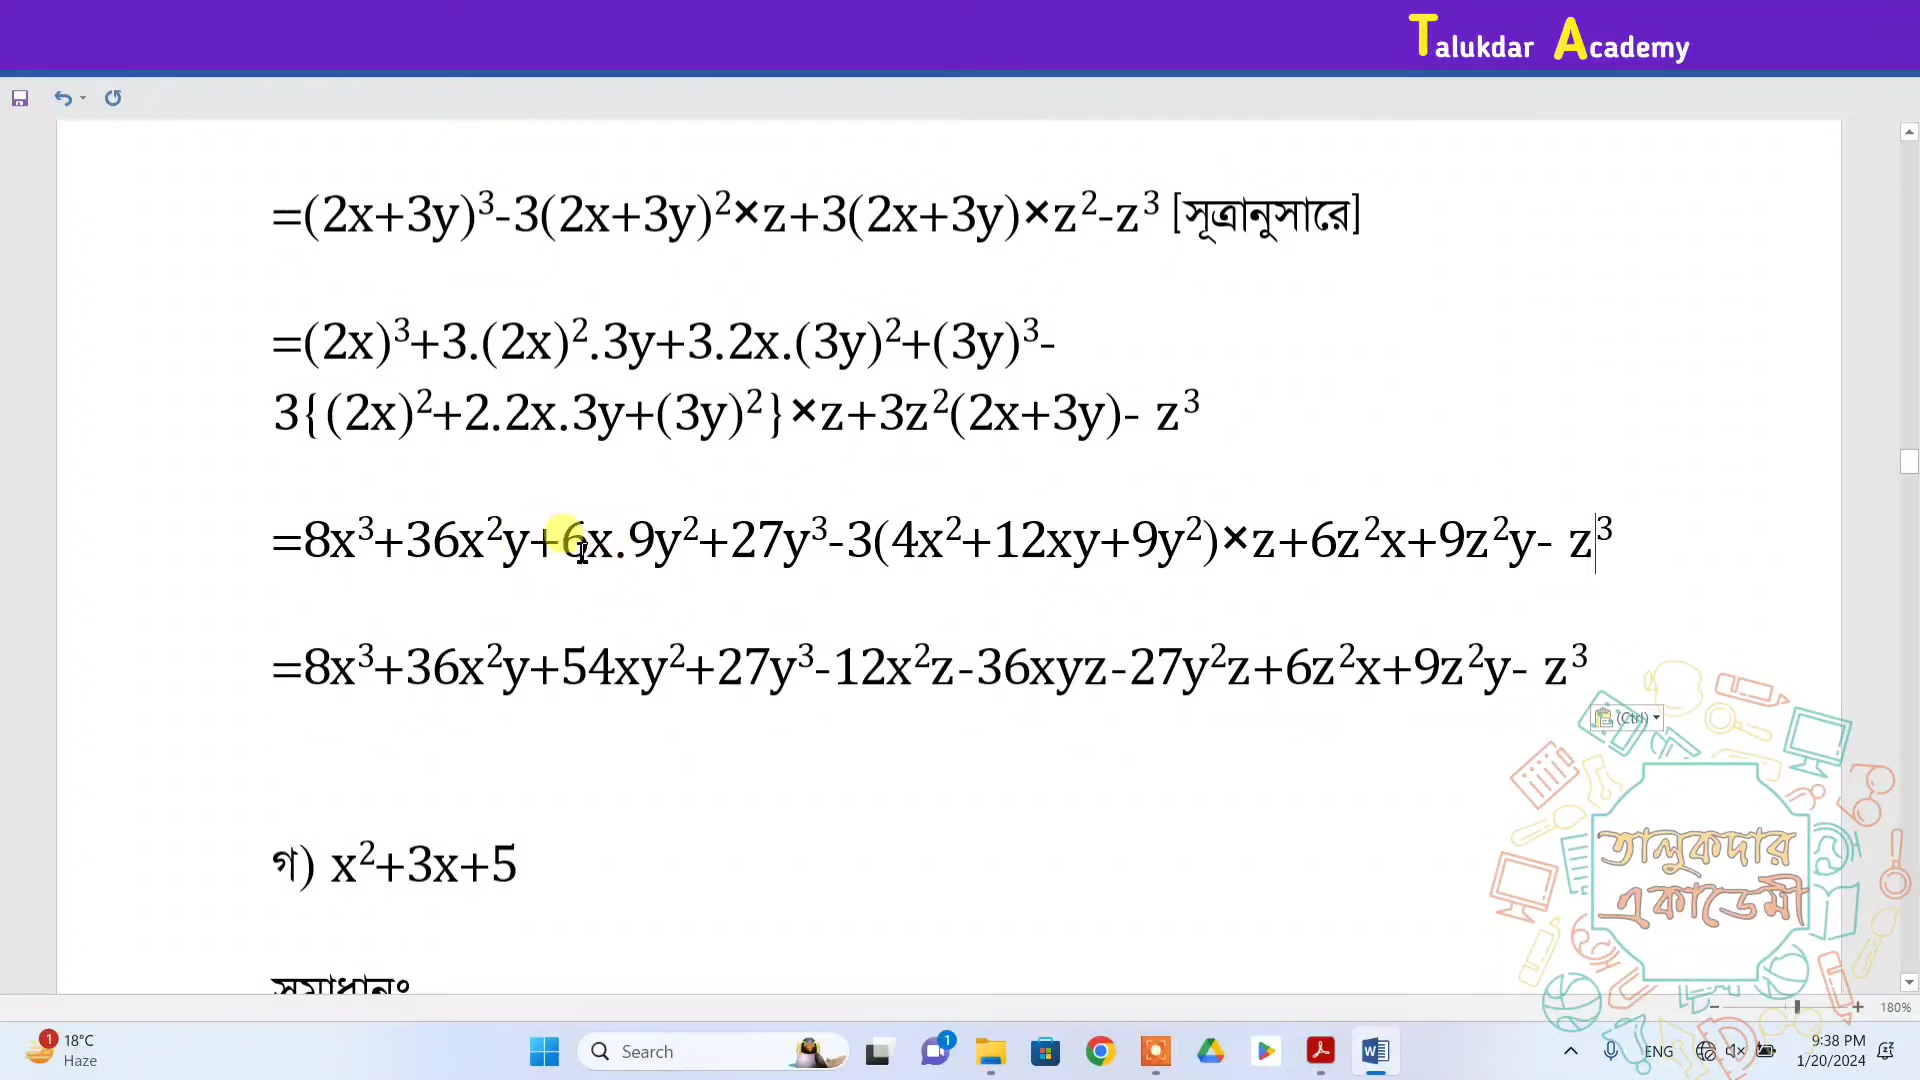 Talukdar Academy
=(2x+3y)³-3(2x+3y)²×z+3(2x+3y)×z²-z³ [সূত্রানুসারে]
=(2x)³+3.(2x)².3y+3.2x.(3y)²+(3y)³-
3{(2x)²+2.2x.3y+(3y)²}×z+3z²(2x+3y)- z³
=8x³+36x²y+6x.9y²+27y³-3(4x²+12xy+9y²)×z+6z²x+9z²y- z³
=8x³+36x²y+54xy²+27y³-12x²z-36xyz-27y²z+6z²x+9z²y- z³
(Ctrl)
গ) x²+3x+5
তালুকদার
একাডেমী
সমাধানঃ
180%
1
18°C
Haze
Search
1
ENG
9:38 PM
1/20/2024